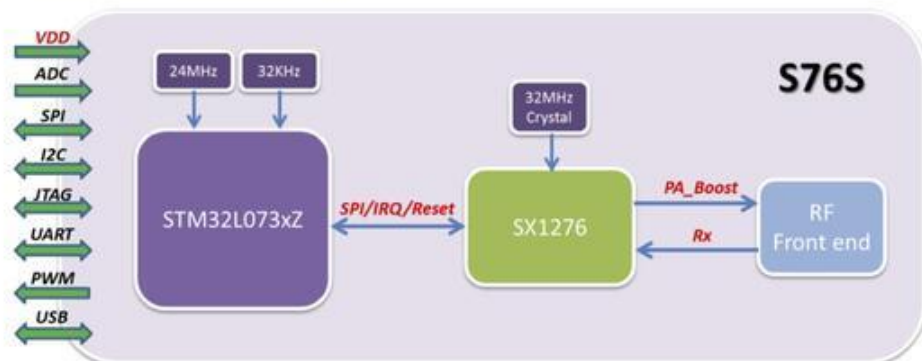 VDD
ADC
SPI
I2C
JTAG
UART
PWM
USB
24MHz
32KHz
STM32L073xZ
SPI/IRQ/Reset
32MHz
Crystal
SX1276
PA_Boost
Rx
RF
Front end
S76S